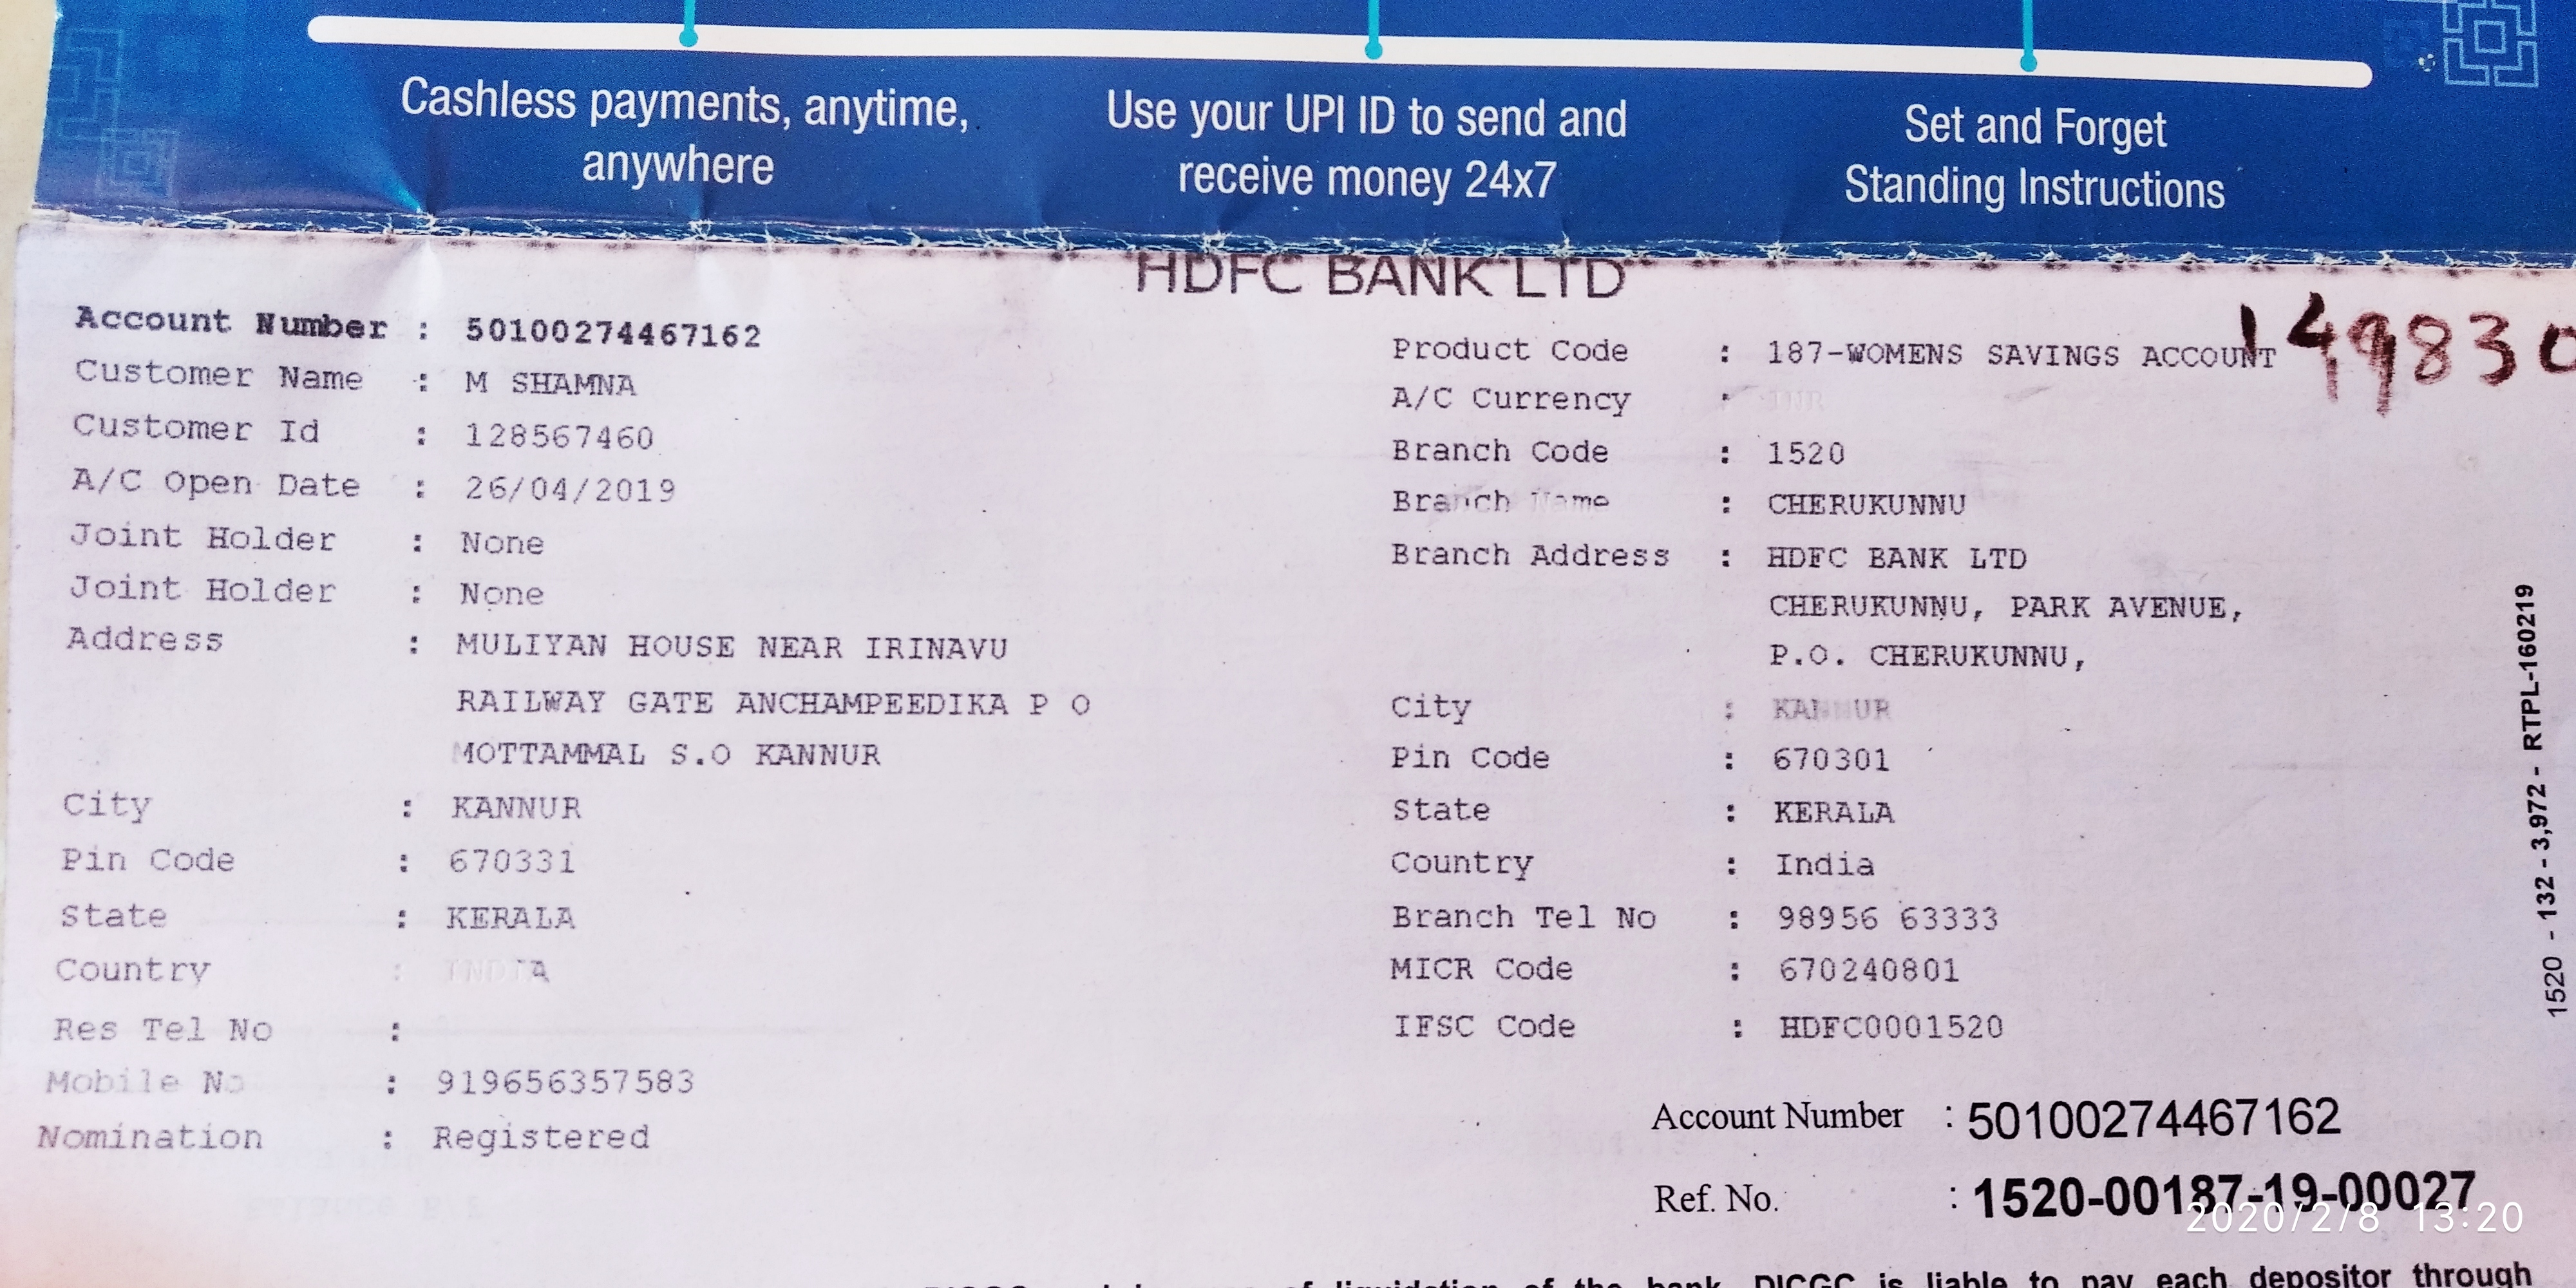 Cashless payments, anytime,
anywhere
Use your UPI ID to send and
receive money 24x7
Set and Forget
Standing Instructions
HDFC BANK LTD
149830
Account Number : 50100274467162
Customer Name : M SHAMNA
Customer Id : 128567460
A/C Open Date : 26/04/2019
Joint Holder : None
Joint Holder : None
Address : MULIYAN HOUSE NEAR IRINAVU
RAILWAY GATE ANCHAMPEEDIKA P O
MOTTAMMAL S.O KANNUR
City : KANNUR
Pin Code : 670331
State : KERALA
Country : INDIA
Res Tel No :
Mobile No : 919656357583
Nomination : Registered
Product Code : 187-WOMENS SAVINGS ACCOUNT
A/C Currency : INR
Branch Code : 1520
Branch Name : CHERUKUNNU
Branch Address : HDFC BANK LTD
CHERUKUNNU, PARK AVENUE,
P.O. CHERUKUNNU,
City : KANNUR
Pin Code : 670301
State : KERALA
Country : India
Branch Tel No : 98956 63333
MICR Code : 670240801
IFSC Code : HDFC0001520
Account Number : 50100274467162
Ref. No. : 1520-00187-19-00027
1520 - 132 - 3,972 - RTPL-160219
2020/2/8 13:20
of liquidation of the bank, DICGC is liable to pay each depositor through